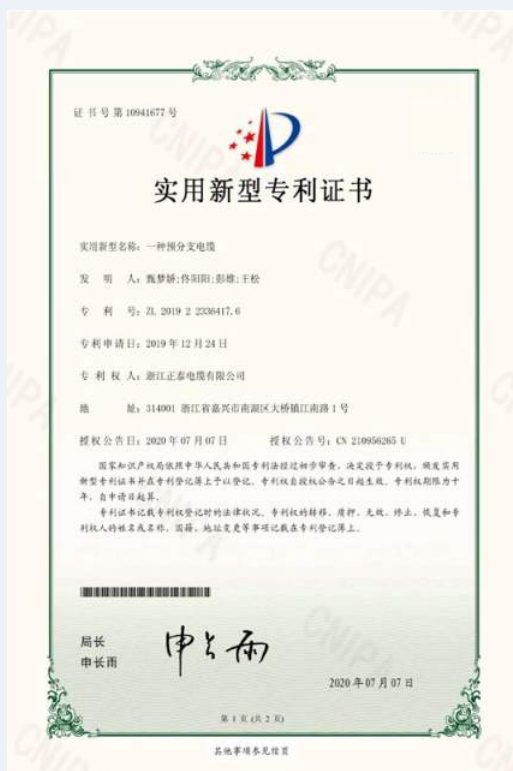 证书号第10941677号
实用新型专利证书
实用新型名称：一种预分支电缆
发 明 人：甄梦娇;佟阳阳;彭雄;王松
专 利 号：ZL 2019 2 2336417.6
专利申请日：2019年12月24日
专 利 权 人：浙江正泰电缆有限公司
地 址：314001 浙江省嘉兴市南湖区大桥镇江南路1号
授权公告日：2020年07月07日 授权公告号：CN 210956265 U
国家知识产权局依照中华人民共和国专利法经过初步审查，决定授予专利权，颁发实用
新型专利证书并在专利登记簿上予以登记。专利权自授权公告之日起生效。专利权期限为十
年，自申请日起算。
专利证书记载专利权登记时的法律状况。专利权的转移、质押、无效、终止、恢复和专
利权人的姓名或名称、国籍、地址变更等事项记载在专利登记簿上。
局长
申长雨
申长雨
2020年07月07日
第 1 页 (共 2 页)
其他事项参见续页
CNIPA